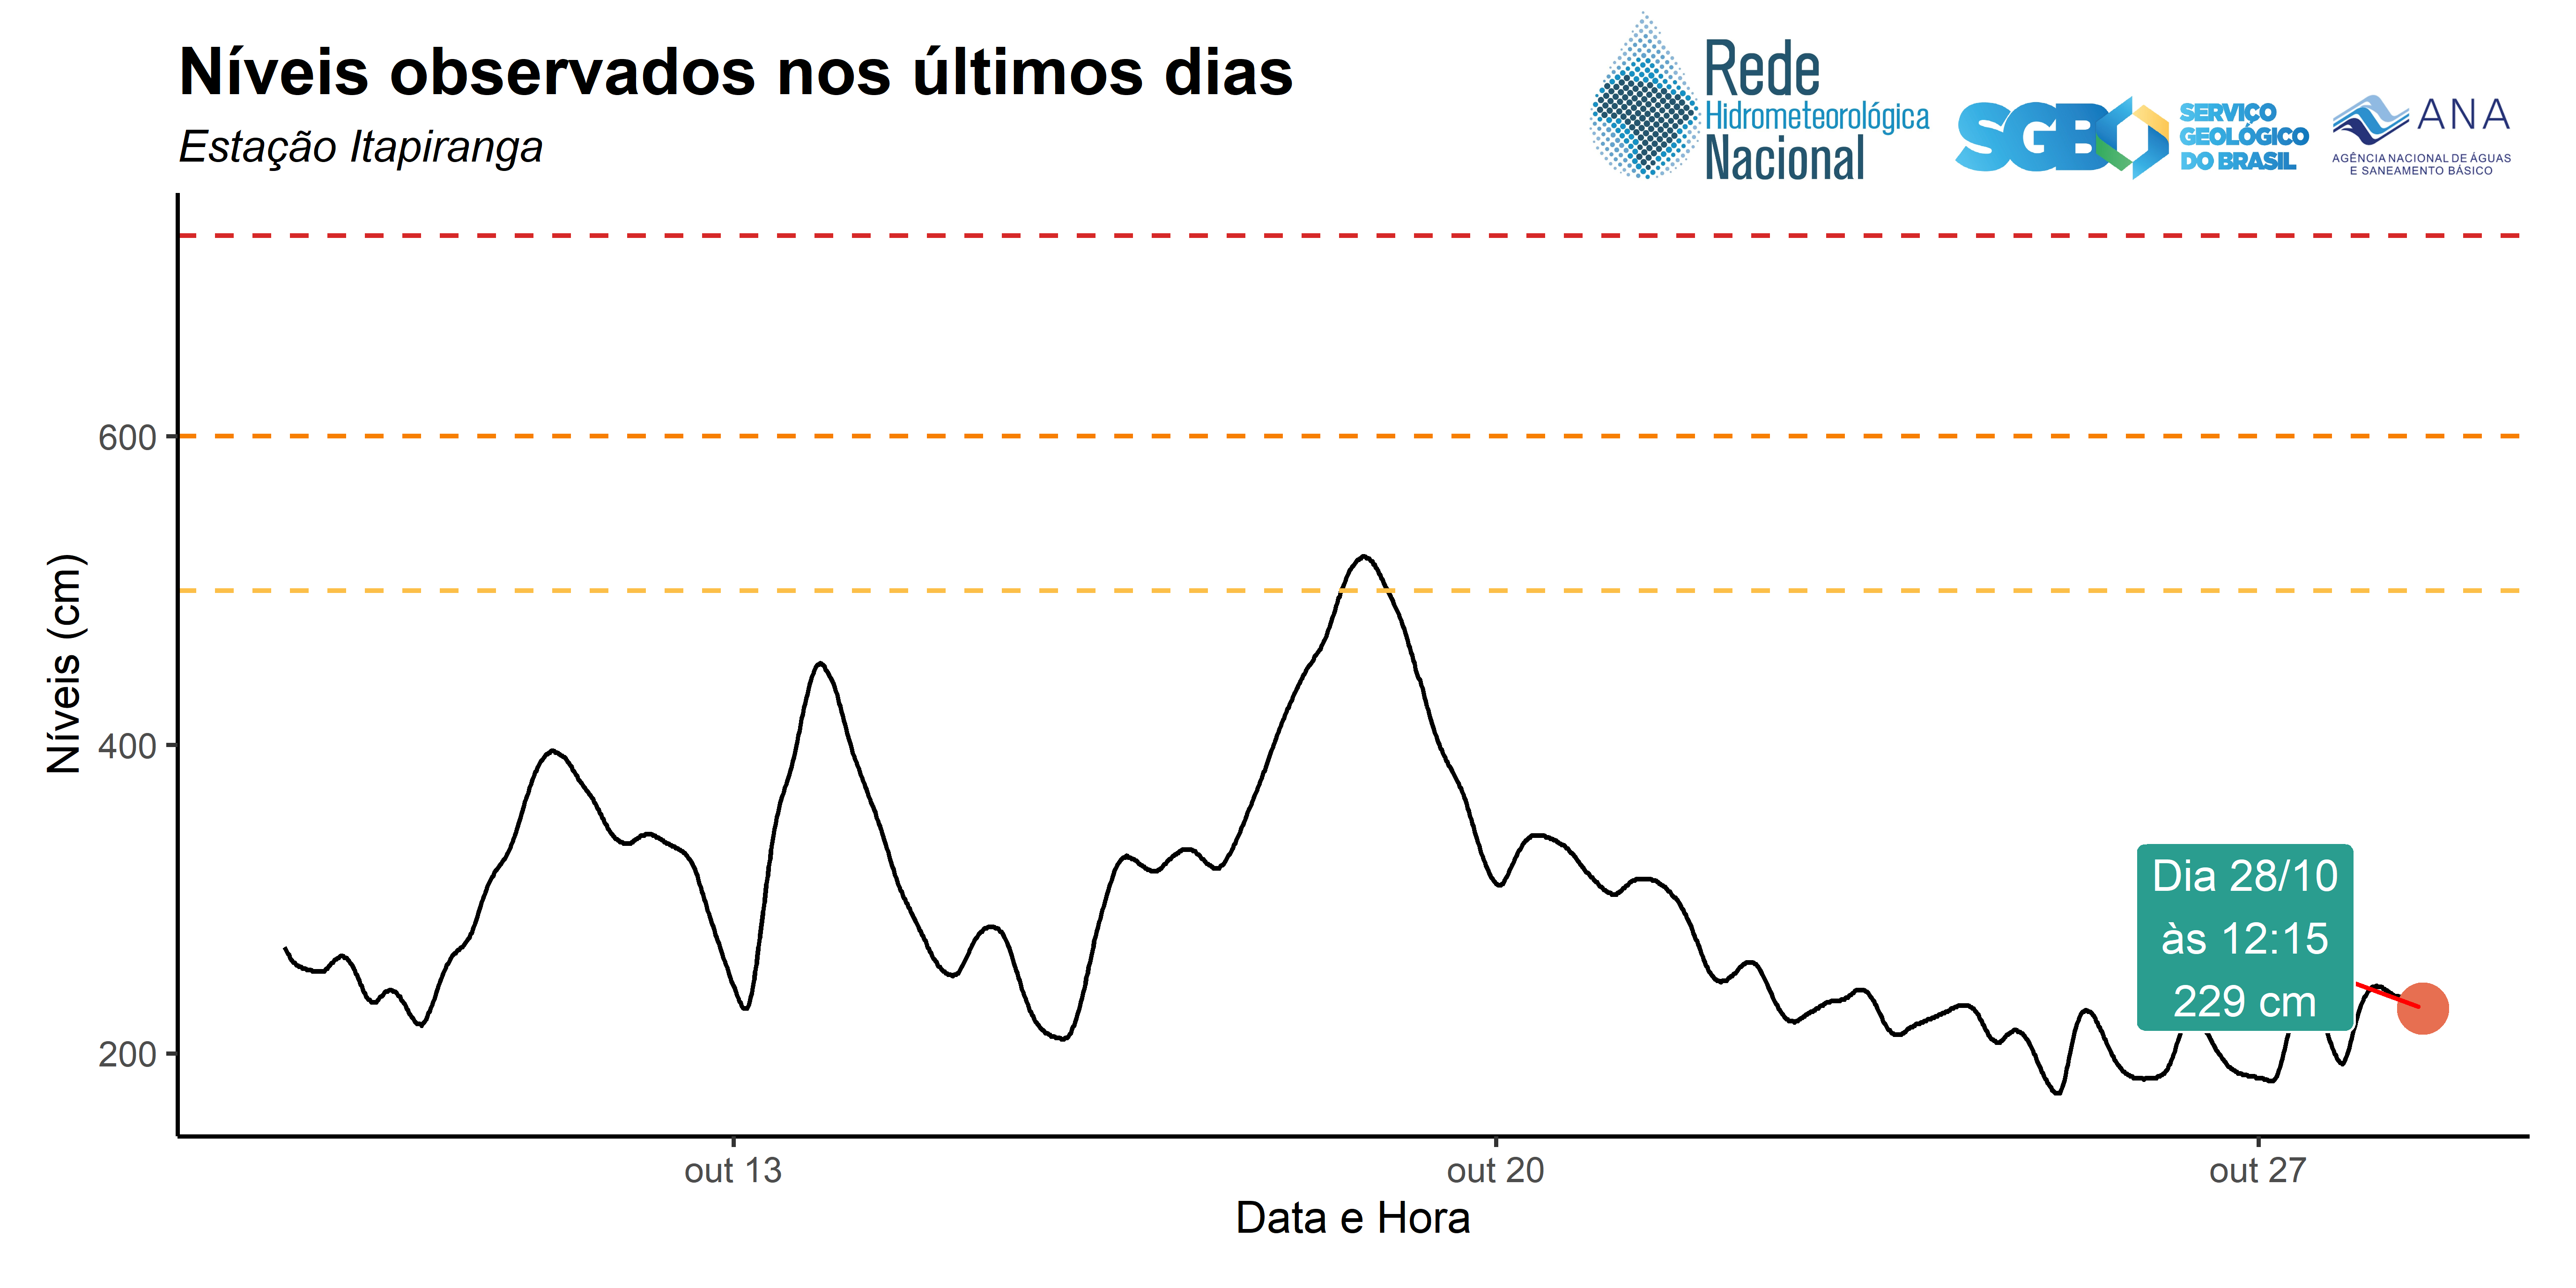 Níveis observados nos últimos dias
Estação Itapiranga
Rede
Hidrometeorológica
Nacional
SGB
SERVIÇO
GEOLÓGICO
DO BRASIL
ANA
AGÊNCIA NACIONAL DE ÁGUAS
E SANEAMENTO BÁSICO
Níveis (cm)
600
400
200
Dia 28/10
às 12:15
229 cm
out 13
out 20
out 27
Data e Hora